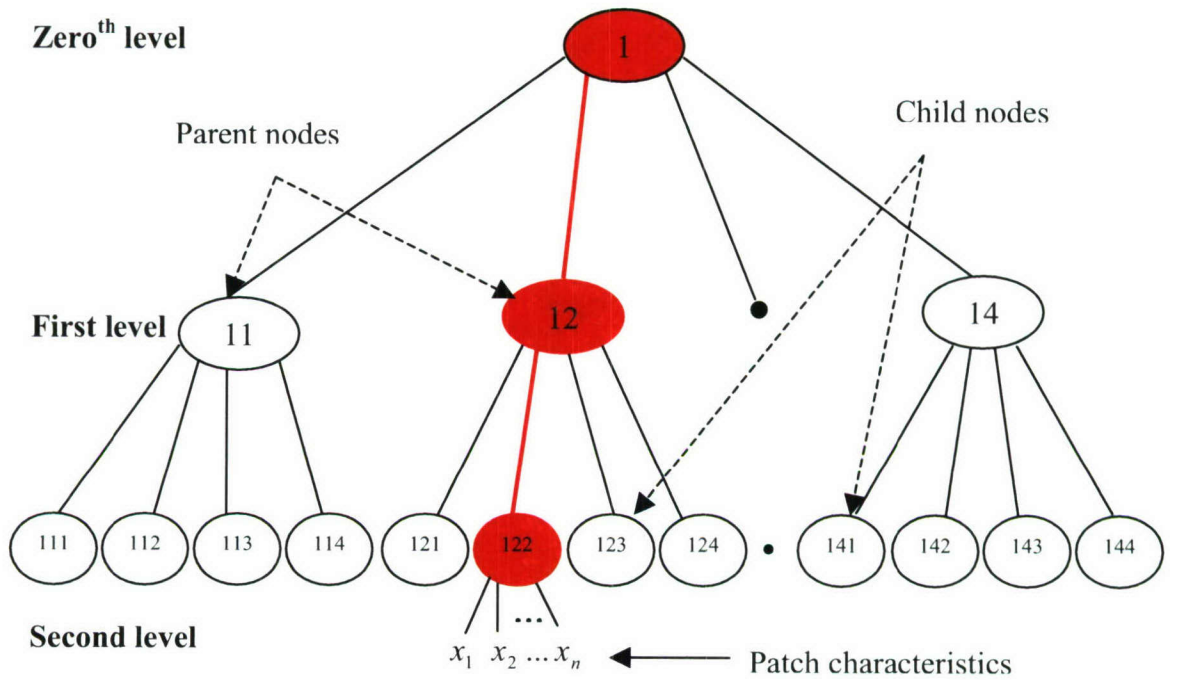 Zeroth level
1
Child nodes
Parent nodes
First level
11
12
14
111 112 113 114 121 122 123 124 141 142 143 144
Second level
...
x1 x2 ... xn
Patch characteristics